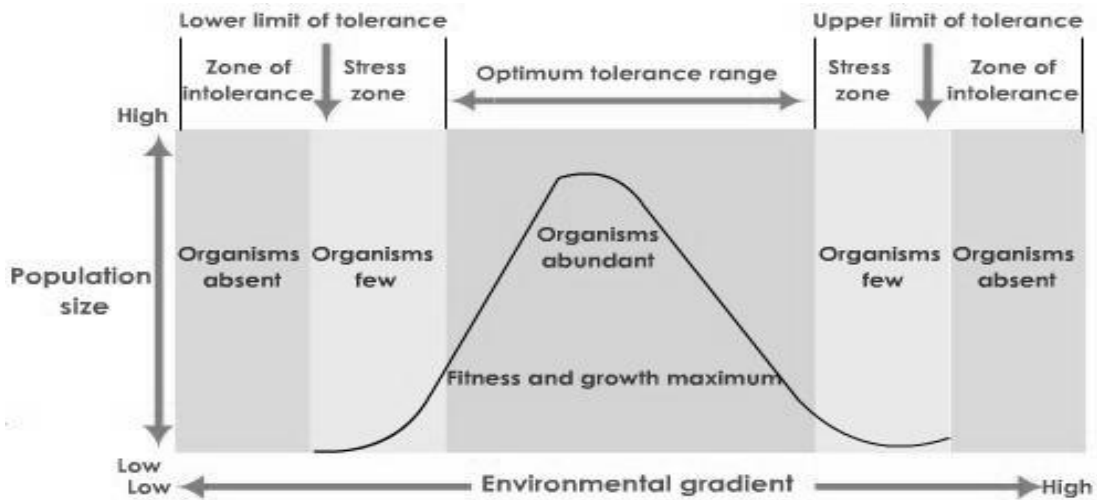 Lower limit of tolerance
Upper limit of tolerance
Zone of
intolerance
Stress
zone
Optimum tolerance range
Stress
zone
Zone of
intolerance
High
Organisms
absent
Organisms
few
Organisms
abundant
Organisms
few
Organisms
absent
Population
size
Fitness and growth maximum
Low
Low
Environmental gradient
High